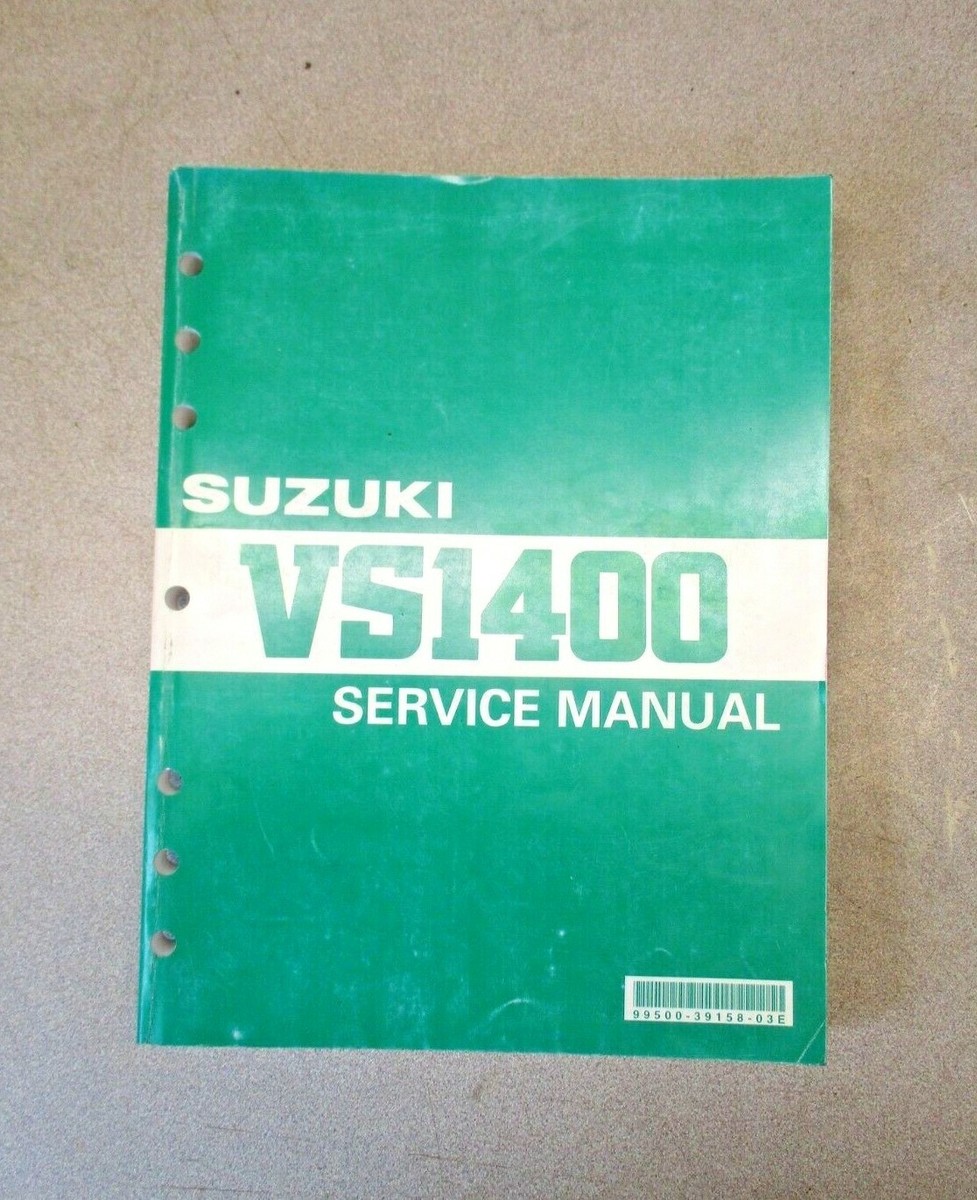 SUZUKI
VS1400
SERVICE MANUAL
99500-39158-03E